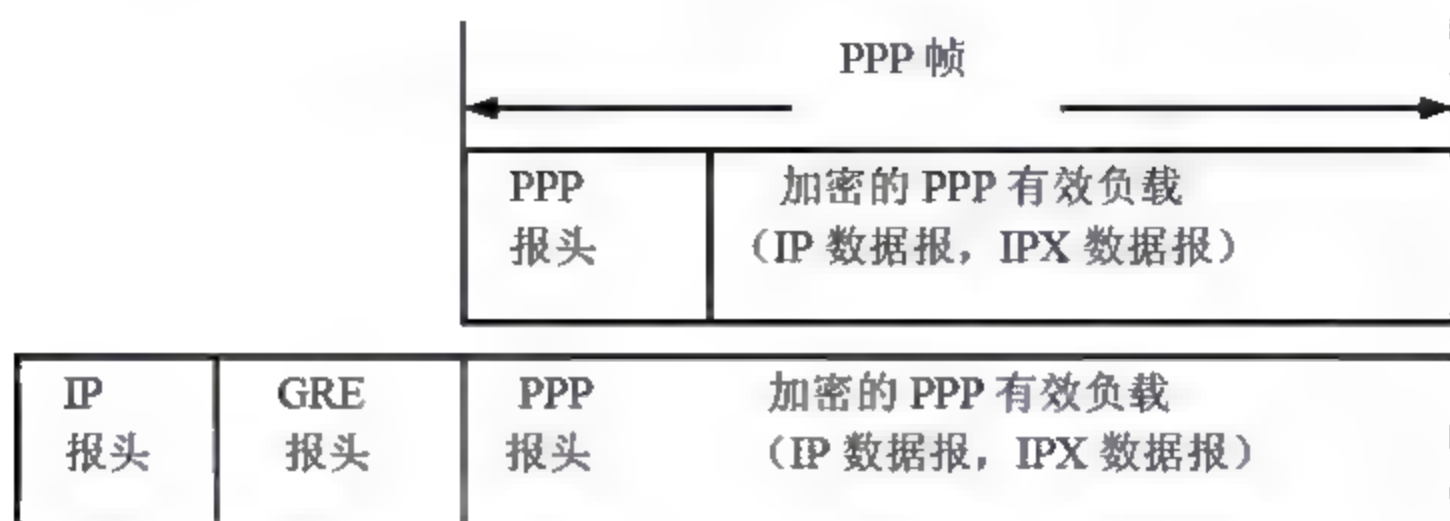 PPP 帧
PPP 加密的 PPP 有效负载
报头 （IP 数据报，IPX 数据报）
IP GRE PPP 加密的 PPP 有效负载
报头 报头 报头 （IP 数据报，IPX 数据报）